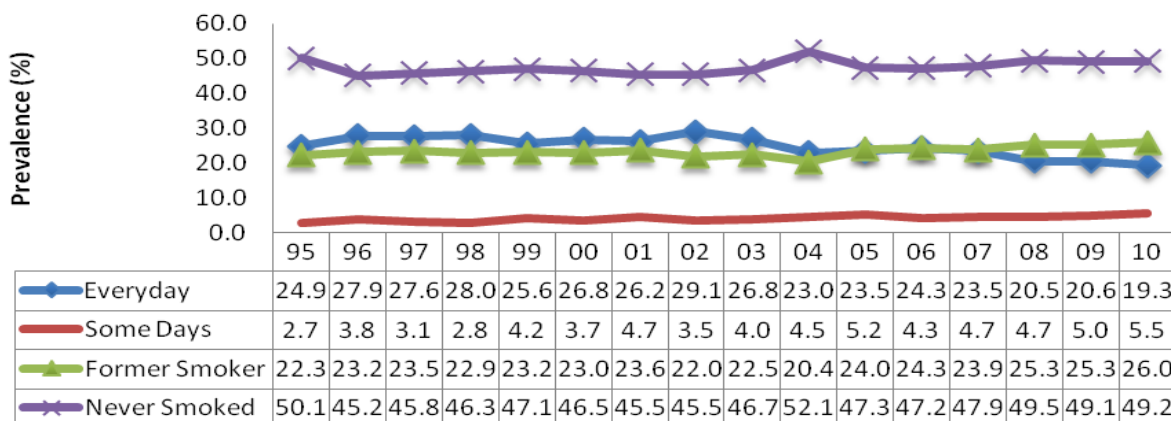 60.0
50.0
40.0
30.0
20.0
10.0
0.0
Prevalence (%)
95 96 97 98 99 00 01 02 03 04 05 06 07 08 09 10
Everyday 24.9 27.9 27.6 28.0 25.6 26.8 26.2 29.1 26.8 23.0 23.5 24.3 23.5 20.5 20.6 19.3
Some Days 2.7 3.8 3.1 2.8 4.2 3.7 4.7 3.5 4.0 4.5 5.2 4.3 4.7 4.7 5.0 5.5
Former Smoker 22.3 23.2 23.5 22.9 23.2 23.0 23.6 22.0 22.5 20.4 24.0 24.3 23.9 25.3 25.3 26.0
Never Smoked 50.1 45.2 45.8 46.3 47.1 46.5 45.5 45.5 46.7 52.1 47.3 47.2 47.9 49.5 49.1 49.2